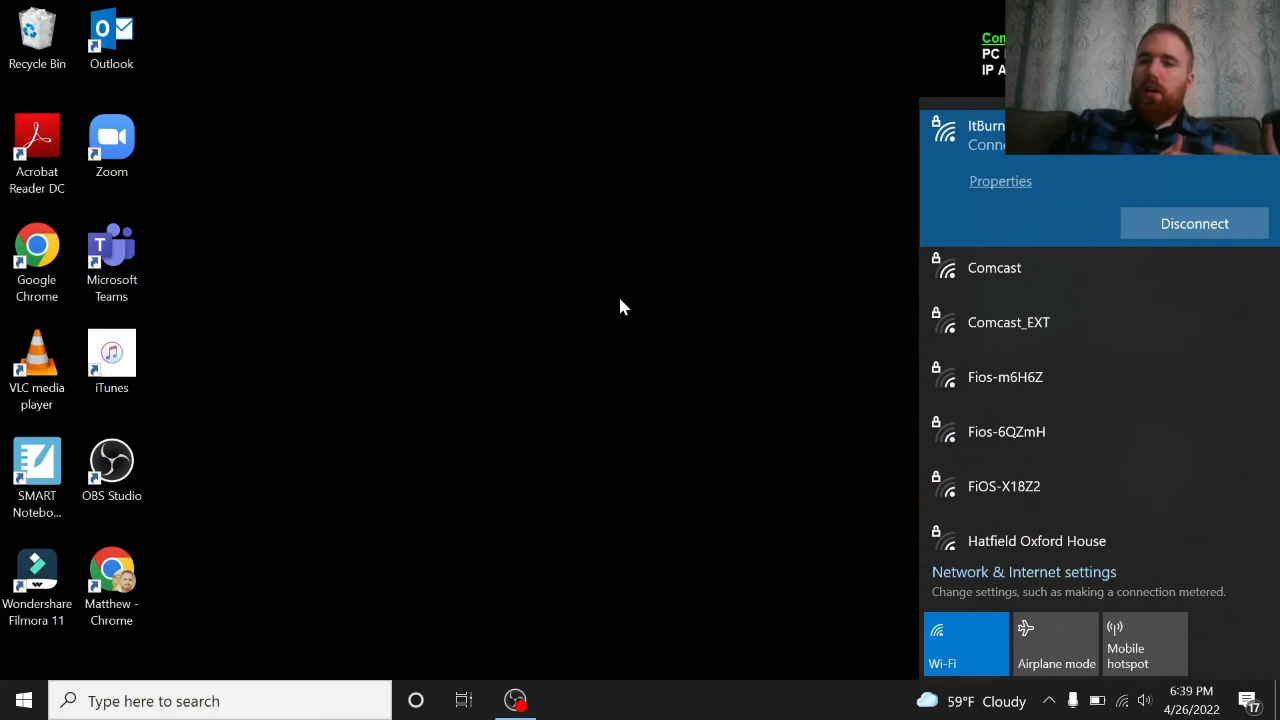 Recycle Bin
Outlook
Acrobat
Reader DC
Zoom
Google
Chrome
Microsoft
Teams
VLC media
player
iTunes
SMART
Notebo...
OBS Studio
Wondershare
Filmora 11
Matthew -
Chrome
PC
Properties
Disconnect
Comcast
Comcast_EXT
Fios-m6H6Z
Fios-6QZmH
FiOS-X18Z2
Hatfield Oxford House
Network & Internet settings
Change settings, such as making a connection metered.
Wi-Fi
Airplane mode
Mobile
hotspot
Type here to search
59°F Cloudy
6:39 PM
4/26/2022
17